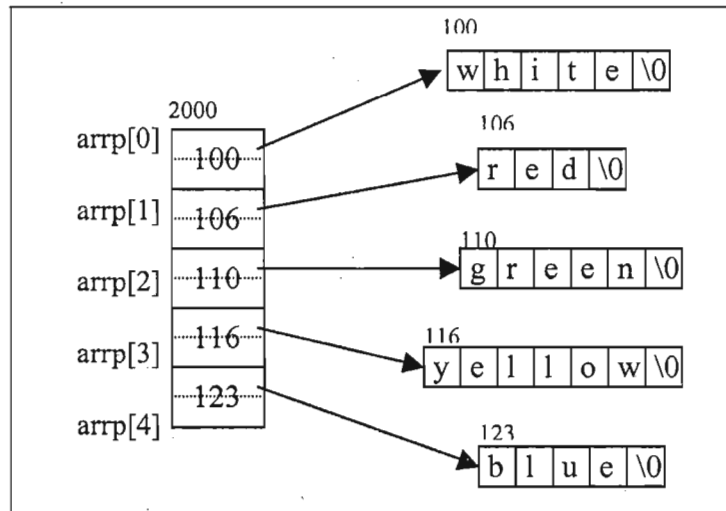 100
w h i t e \0
2000
arrp[0]
100
106
r e d \0
arrp[1]
106
110
g r e e n \0
arrp[2]
110
116
y e l l o w \0
arrp[3]
116
123
b l u e \0
arrp[4]
123